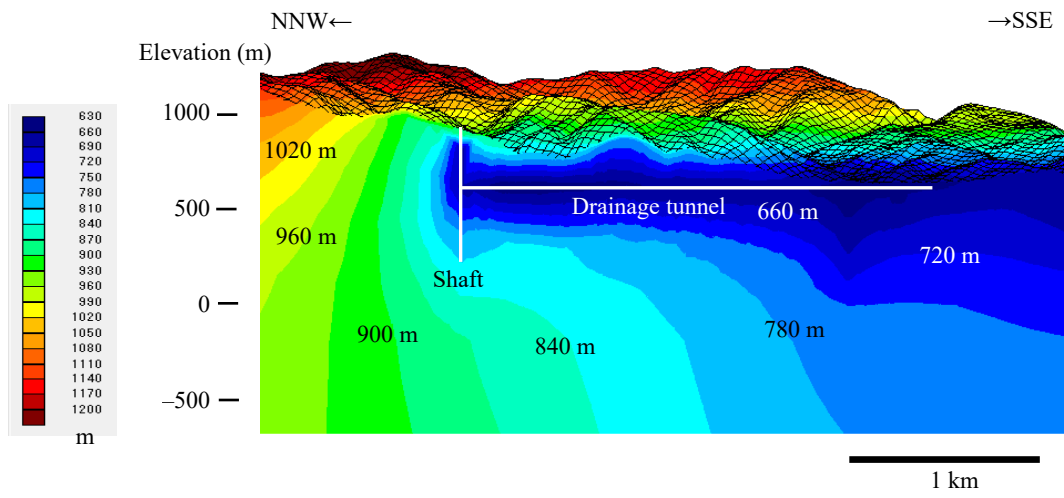 NNW←
→SSE
Elevation (m)
1000
500
0
–500
630
660
690
720
750
780
810
840
870
900
930
960
990
1020
1050
1080
1110
1140
1170
1200
m
1020 m
960 m
900 m
840 m
780 m
720 m
660 m
Drainage tunnel
Shaft
1 km